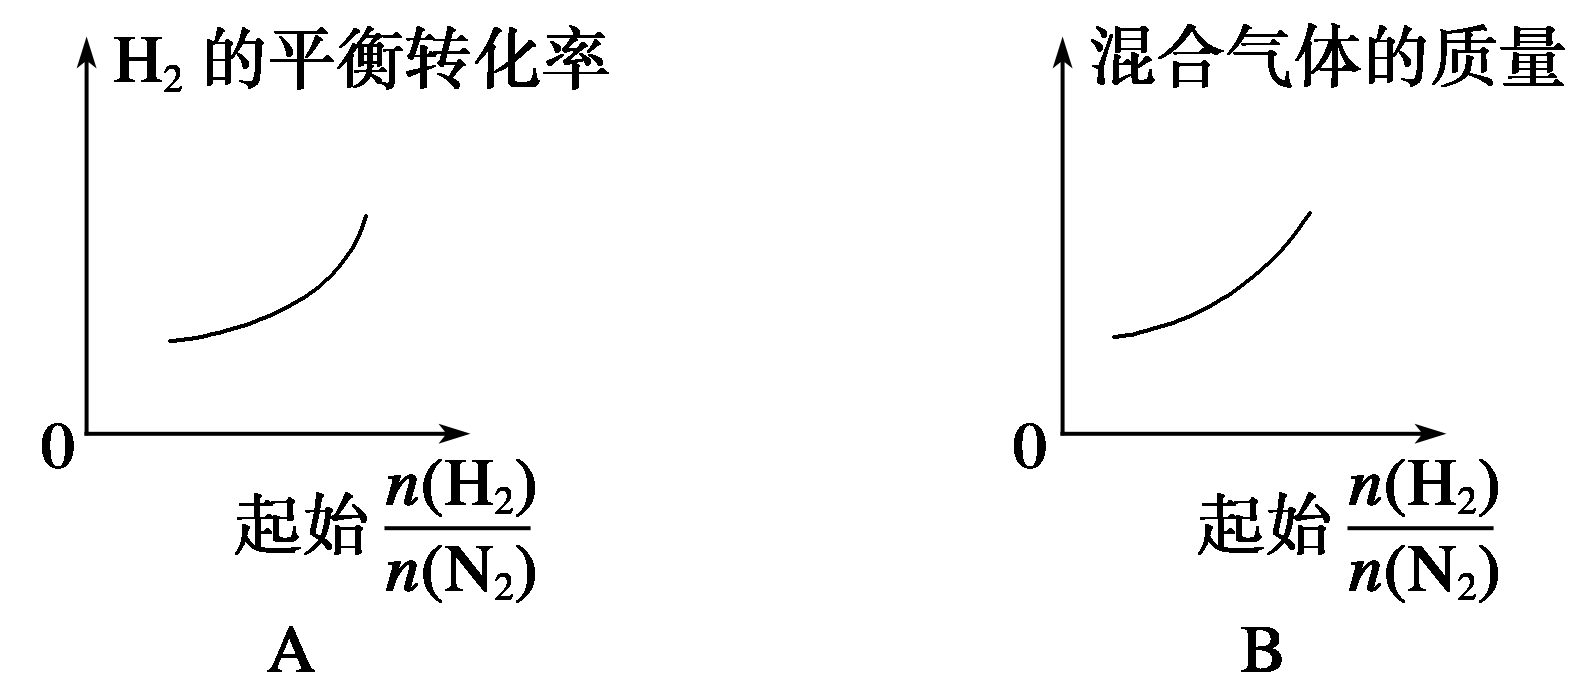 H₂ 的平衡转化率
0
起始 n(H₂)/n(N₂)
A
混合气体的质量
0
起始 n(H₂)/n(N₂)
B